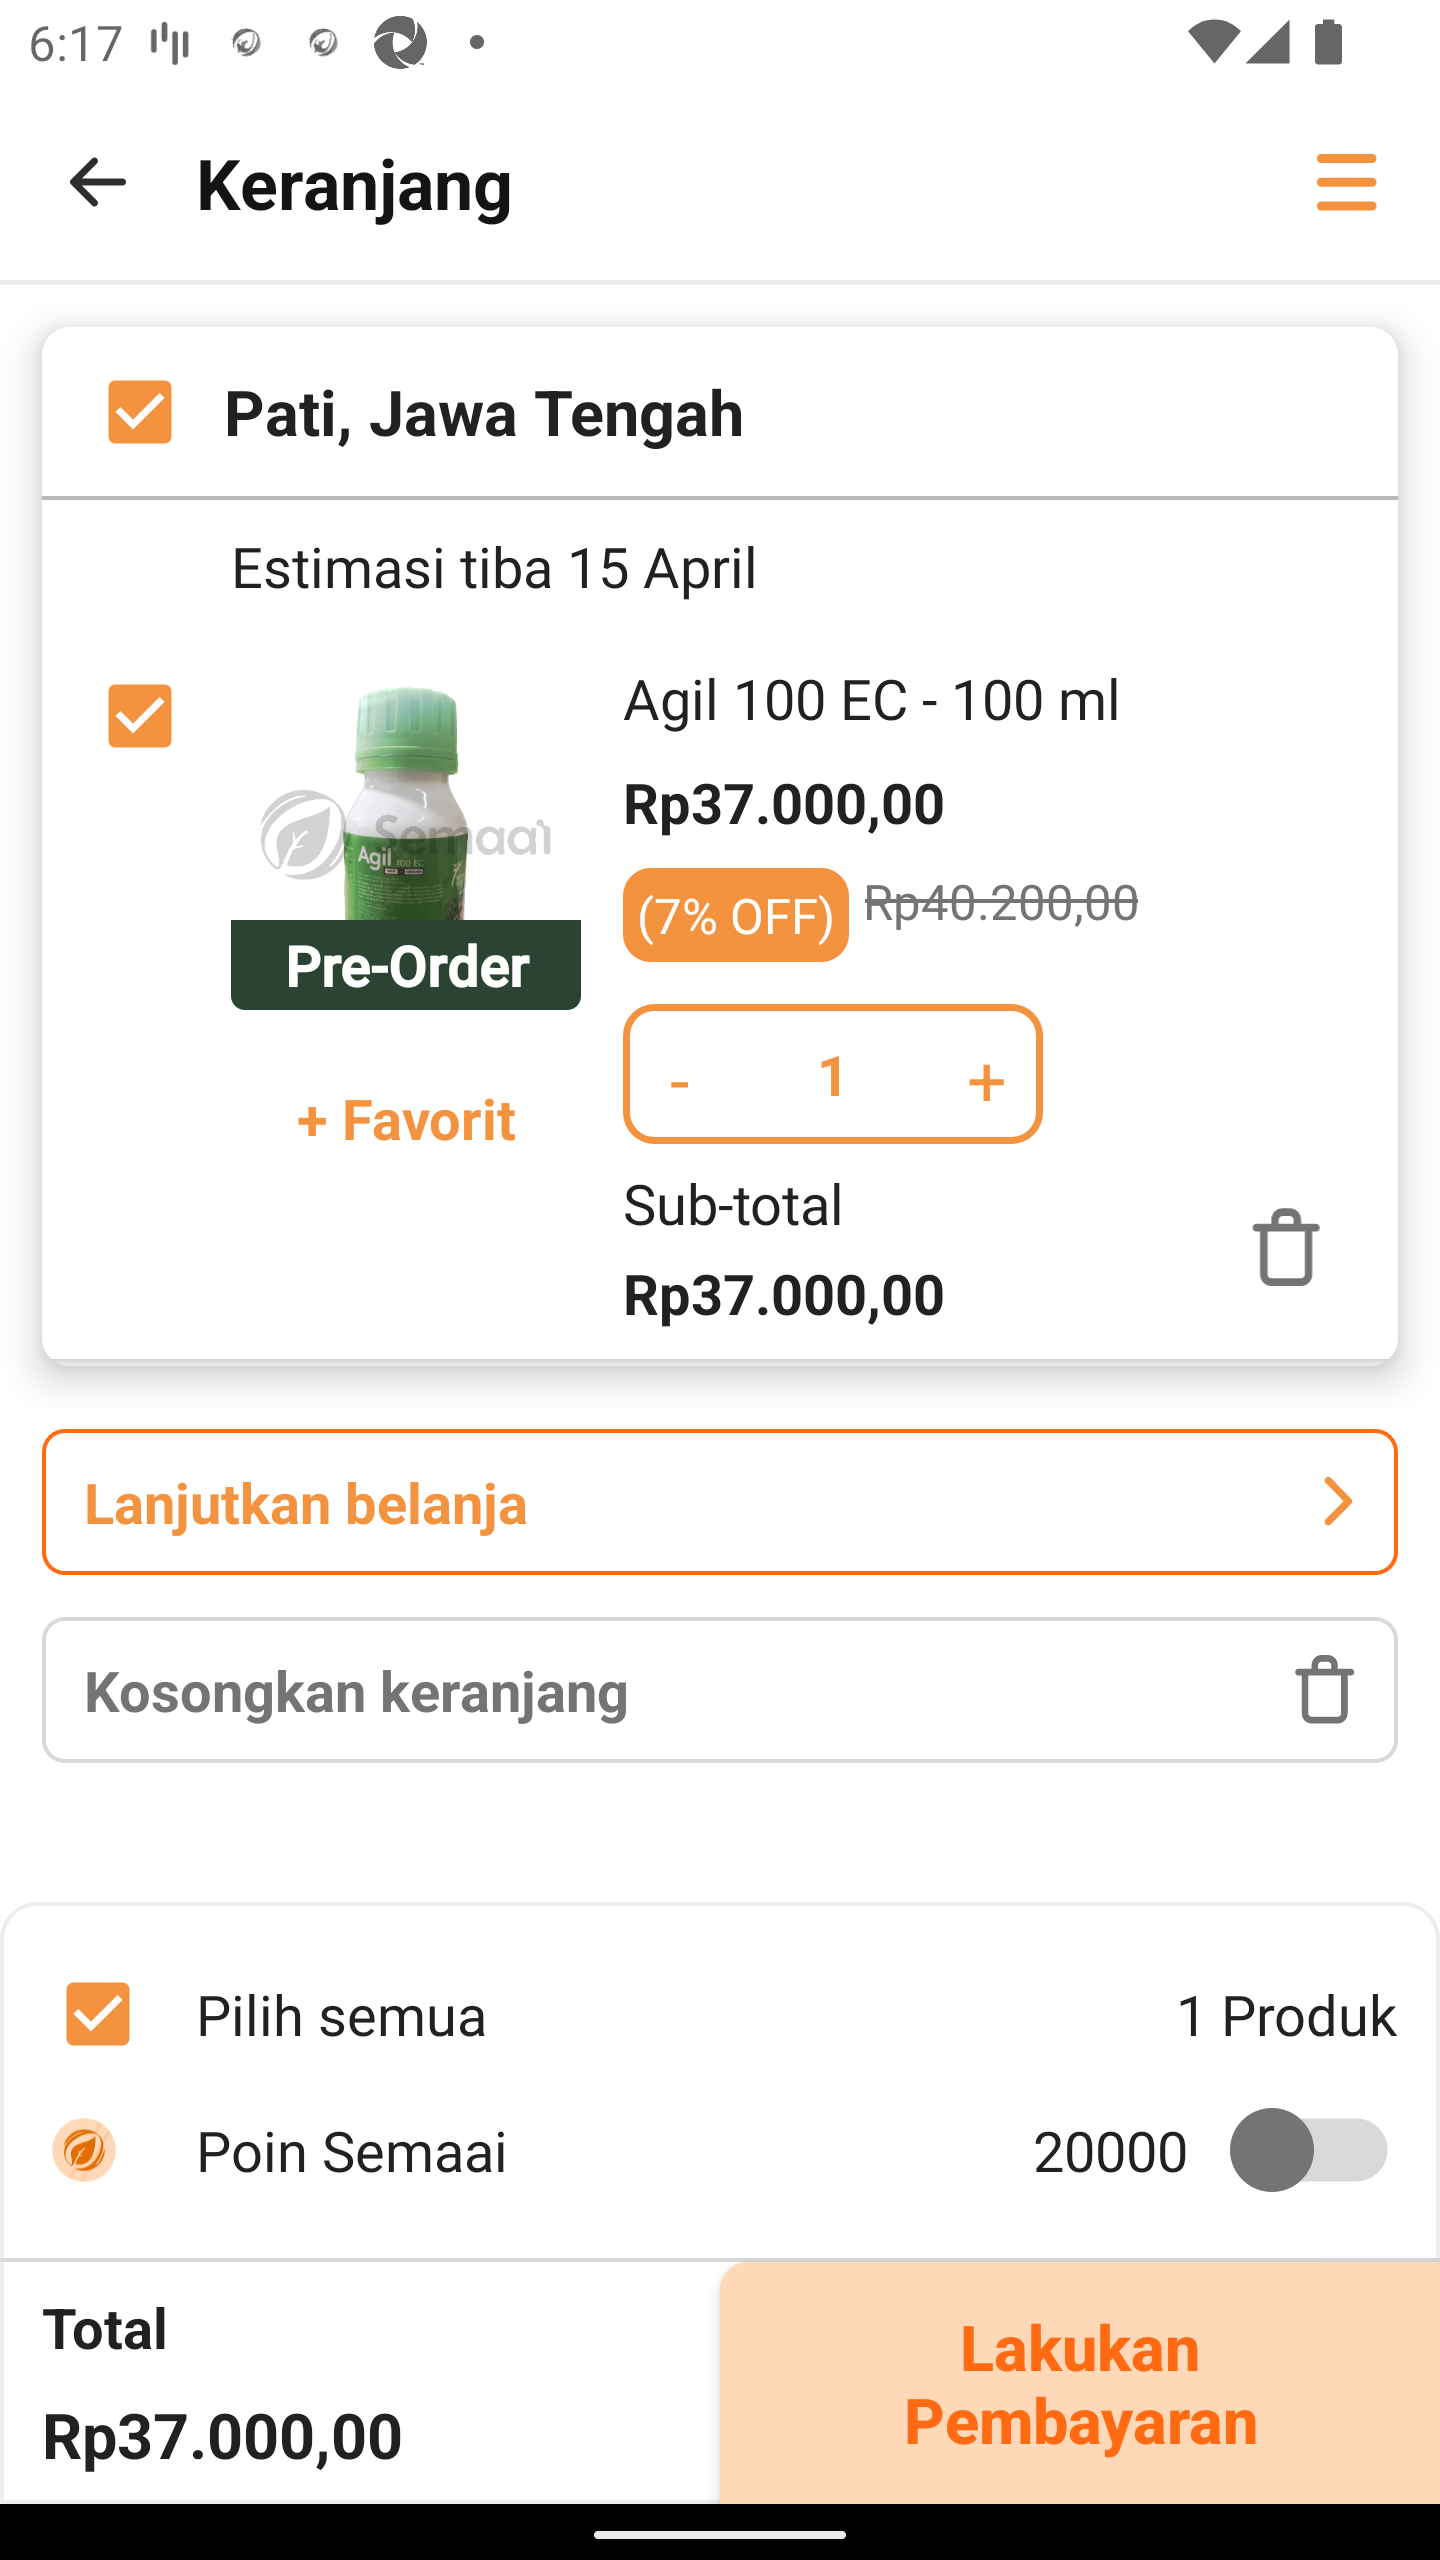 6:17
Keranjang
Pati, Jawa Tengah
Estimasi tiba 15 April
Agil 100 EC - 100 ml
Rp37.000,00
(7% OFF) Rp40.200,00
Semaai
Agil 100 EC
Pre-Order
- 1 +
+ Favorit
Sub-total
Rp37.000,00
Lanjutkan belanja
Kosongkan keranjang
Pilih semua 1 Produk
Poin Semaai 20000
Total
Rp37.000,00
Lakukan
Pembayaran